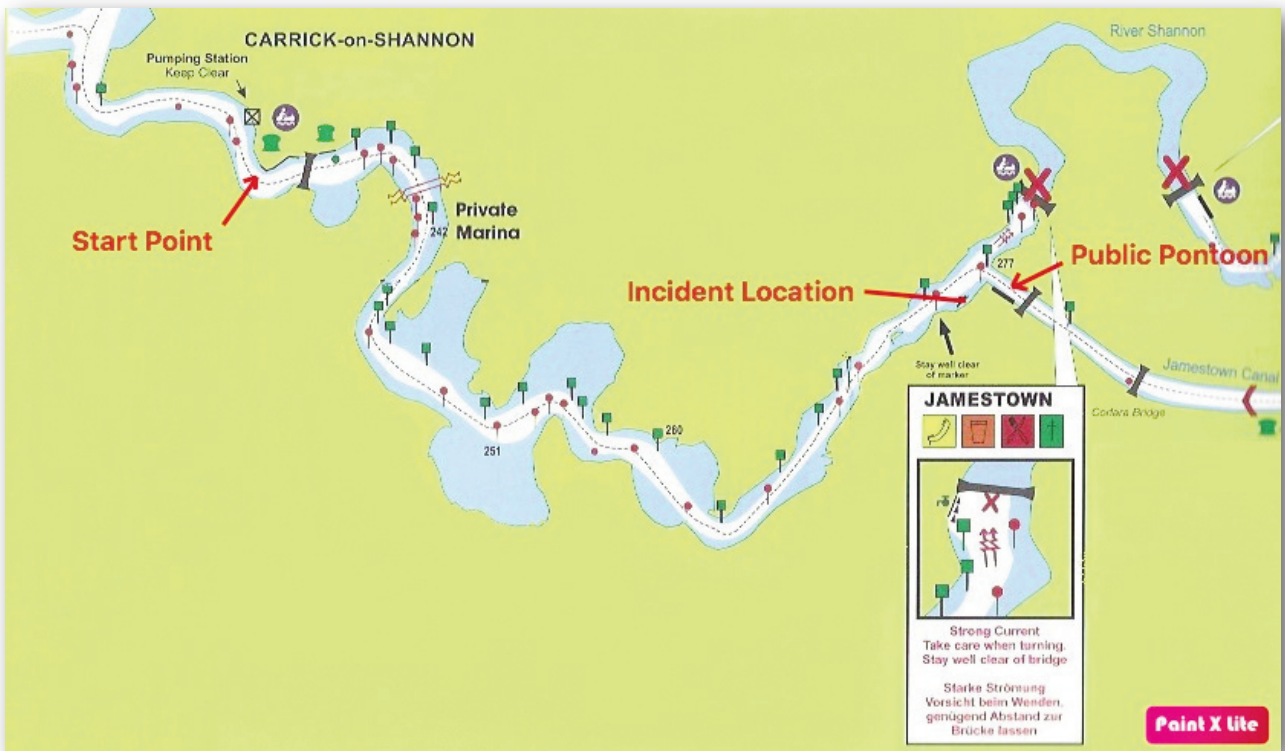 CARRICK-on-SHANNON
River Shannon
Pumping Station
Keep Clear
Start Point
242
Private
Marina
277
Public Pontoon
Incident Location
Stay well clear
of marker
Jamestown Canal
Corlara Bridge
JAMESTOWN
251
260
Strong Current
Take care when turning.
Stay well clear of bridge
Starke Strömung
Vorsicht beim Wenden,
genügend Abstand zur
Brücke lassen
Paint X Lite